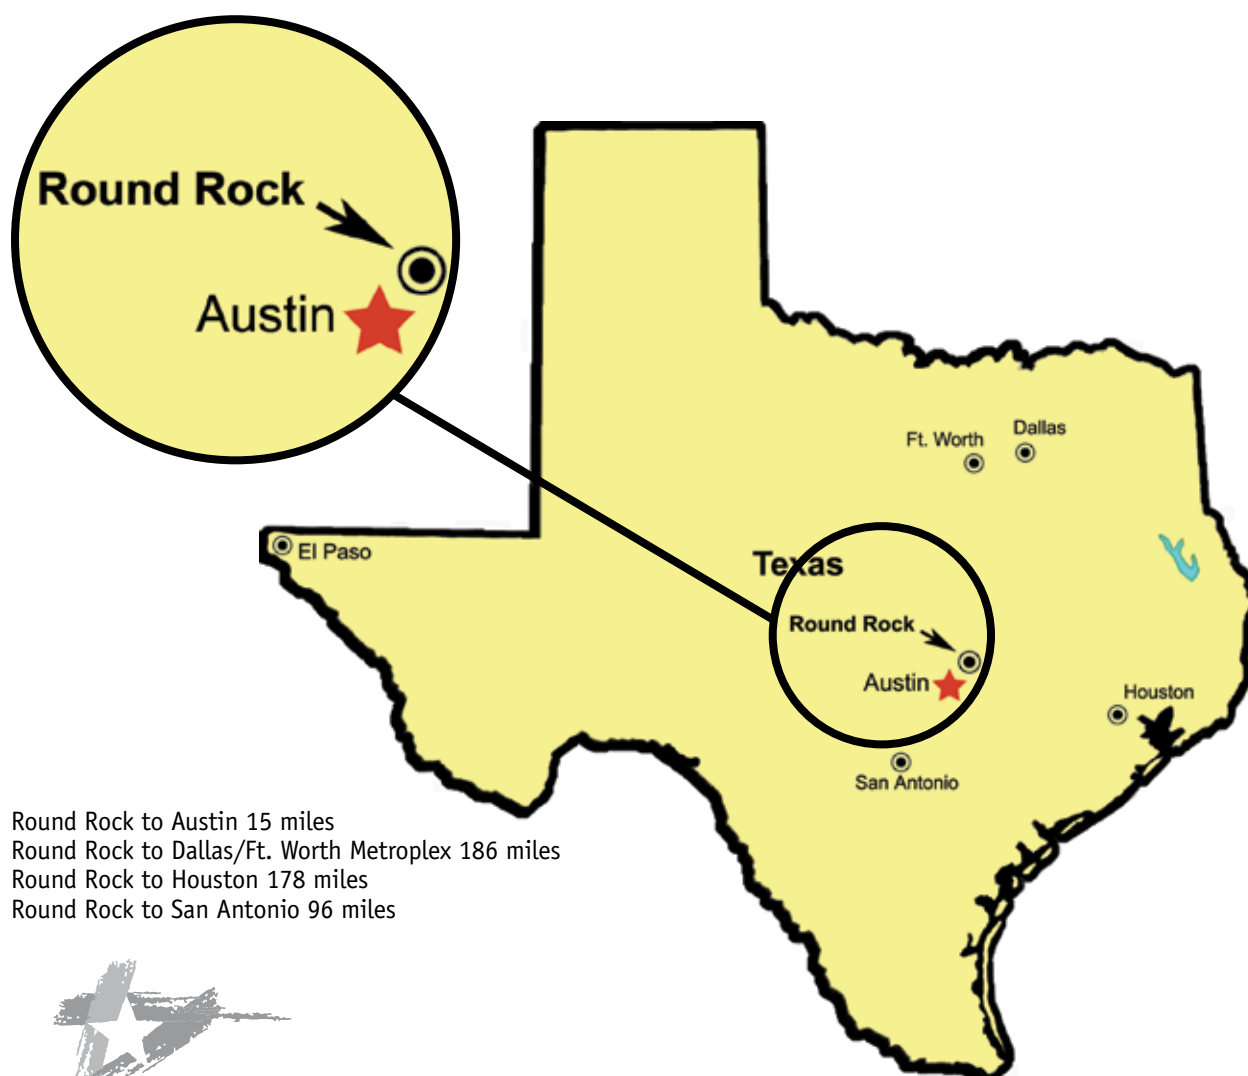 Round Rock
Austin
Ft. Worth
Dallas
El Paso
Texas
Round Rock
Austin
Houston
San Antonio
Round Rock to Austin 15 miles
Round Rock to Dallas/Ft. Worth Metroplex 186 miles
Round Rock to Houston 178 miles
Round Rock to San Antonio 96 miles